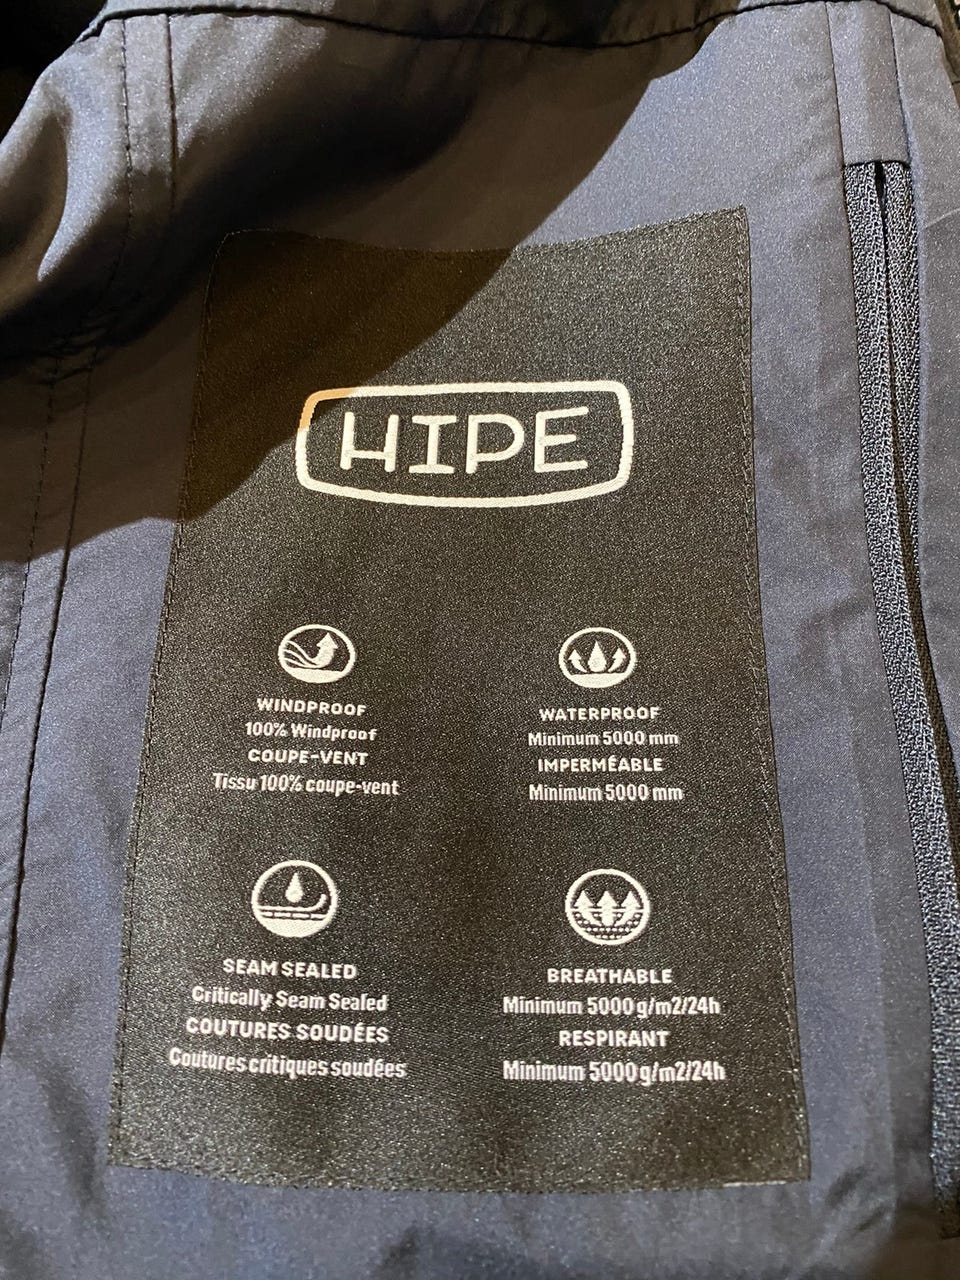 HIPE
WINDPROOF
100% Windproof
COUPE-VENT
Tissu 100% coupe-vent
WATERPROOF
Minimum 5000 mm
IMPERMÉABLE
Minimum 5000 mm
SEAM SEALED
Critically Seam Sealed
COUTURES SOUDÉES
Coutures critiques soudées
BREATHABLE
Minimum 5000 g/m2/24h
RESPIRANT
Minimum 5000 g/m2/24h